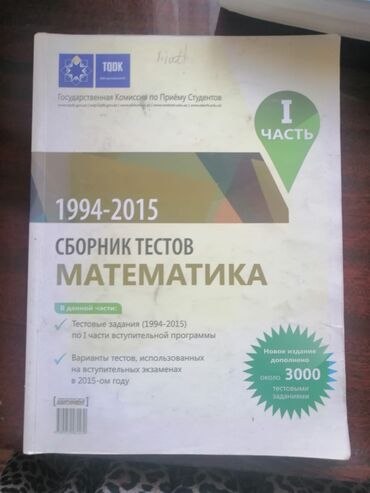 TQDK
Государственная Комиссия по Приёму Студентов
I
ЧАСТЬ
1994-2015
СБОРНИК ТЕСТОВ
МАТЕМАТИКА
В данной части:
Тестовые задания (1994-2015)
по I части вступительной программы
Варианты тестов, использованных
на вступительных экзаменах
в 2015-ом году
Новое издание
дополнено
около 3000
тестовыми
заданиями